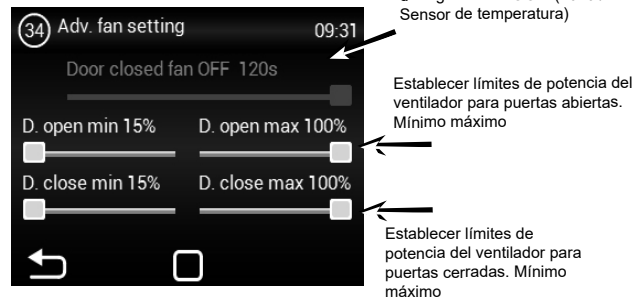 Sensor de temperatura)
34 Adv. fan setting 09:31
Door closed fan OFF 120s
Establecer límites de potencia del
ventilador para puertas abiertas.
Mínimo máximo
D. open min 15% D. open max 100%
D. close min 15% D. close max 100%
Establecer límites de
potencia del ventilador para
puertas cerradas. Mínimo
máximo